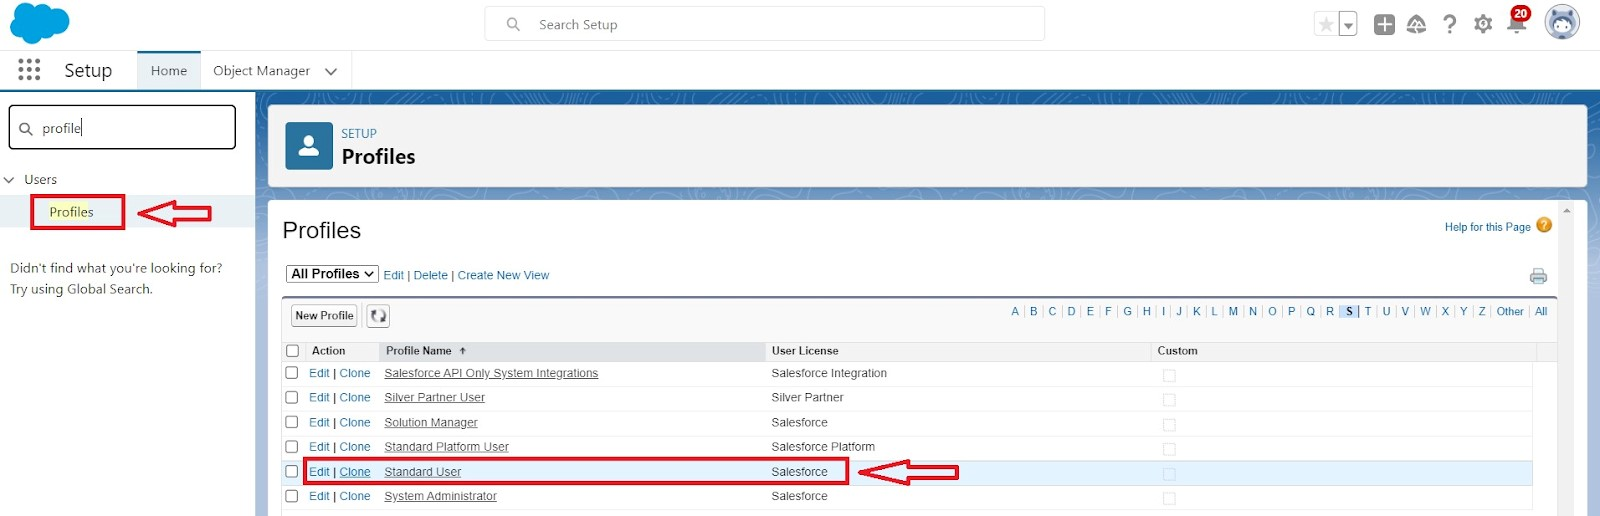 Search Setup
20
Setup
Home
Object Manager
profile
Users
Profiles
Didn't find what you're looking for?
Try using Global Search.
SETUP
Profiles
Profiles
Help for this Page ?
All Profiles Edit | Delete | Create New View
New Profile
A | B | C | D | E | F | G | H | I | J | K | L | M | N | O | P | Q | R | S | T | U | V | W | X | Y | Z | Other | All
Action Profile Name ↑ User License Custom
Edit | Clone Salesforce API Only System Integrations Salesforce Integration
Edit | Clone Silver Partner User Silver Partner
Edit | Clone Solution Manager Salesforce
Edit | Clone Standard Platform User Salesforce Platform
Edit | Clone Standard User Salesforce
Edit | Clone System Administrator Salesforce